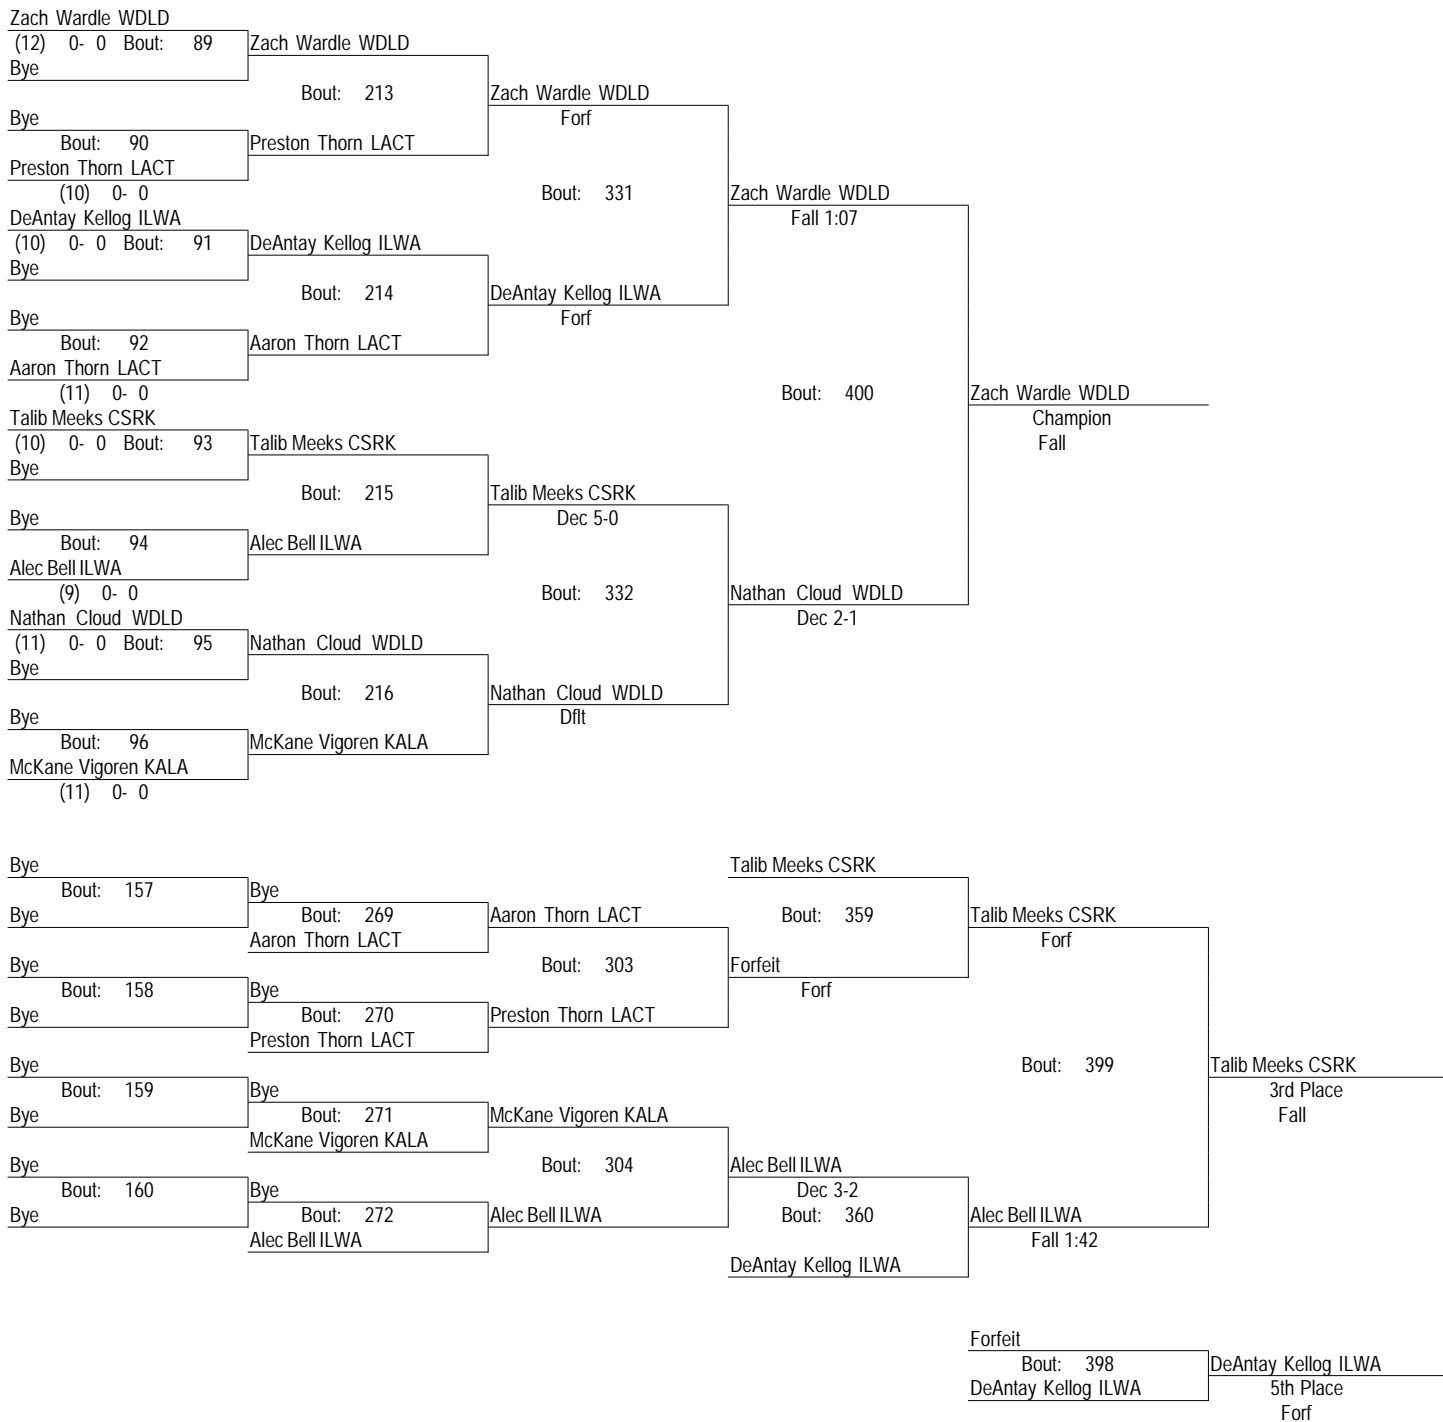 Zach Wardle WDLD
(12) 0- 0 Bout: 89 Zach Wardle WDLD
Bye
Bout: 213 Zach Wardle WDLD
Bye Forf
Bout: 90 Preston Thorn LACT
Preston Thorn LACT
(10) 0- 0 Bout: 331 Zach Wardle WDLD
DeAntay Kellog ILWA Fall 1:07
(10) 0- 0 Bout: 91 DeAntay Kellog ILWA
Bye
Bout: 214 DeAntay Kellog ILWA
Bye Forf
Bout: 92 Aaron Thorn LACT
Aaron Thorn LACT
(11) 0- 0 Bout: 400 Zach Wardle WDLD
Talib Meeks CSRK Champion
(10) 0- 0 Bout: 93 Talib Meeks CSRK Fall
Bye
Bout: 215 Talib Meeks CSRK
Bye Dec 5-0
Bout: 94 Alec Bell ILWA
Alec Bell ILWA
(9) 0- 0 Bout: 332 Nathan Cloud WDLD
Nathan Cloud WDLD Dec 2-1
(11) 0- 0 Bout: 95 Nathan Cloud WDLD
Bye
Bout: 216 Nathan Cloud WDLD
Bye Dflt
Bout: 96 McKane Vigoren KALA
McKane Vigoren KALA
(11) 0- 0
Bye Talib Meeks CSRK
Bout: 157 Bye
Bye Bout: 269 Aaron Thorn LACT Bout: 359 Talib Meeks CSRK
Aaron Thorn LACT Forf
Bye Bout: 303 Forfeit
Bout: 158 Bye Forf
Bye Bout: 270 Preston Thorn LACT
Preston Thorn LACT
Bye Bout: 399 Talib Meeks CSRK
Bout: 159 Bye 3rd Place
Bye Bout: 271 McKane Vigoren KALA Fall
McKane Vigoren KALA
Bye Bout: 304 Alec Bell ILWA
Bout: 160 Bye Dec 3-2
Bye Bout: 272 Alec Bell ILWA Bout: 360 Alec Bell ILWA
Alec Bell ILWA Fall 1:42
DeAntay Kellog ILWA
Forfeit
Bout: 398 DeAntay Kellog ILWA
DeAntay Kellog ILWA 5th Place
Forf